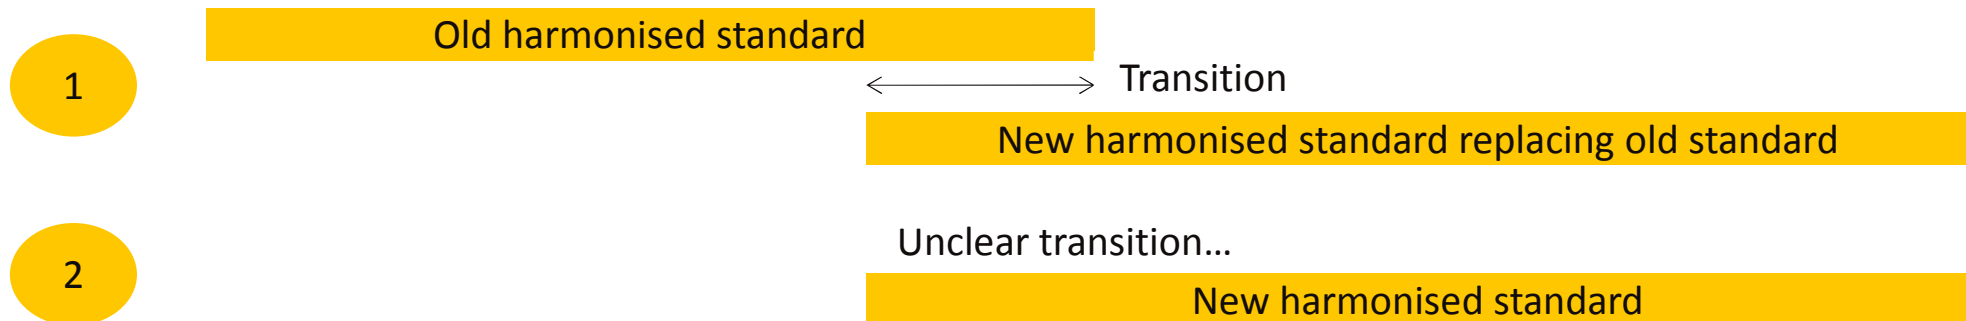 Old harmonised standard
1
Transition
New harmonised standard replacing old standard
Unclear transition…
2
New harmonised standard